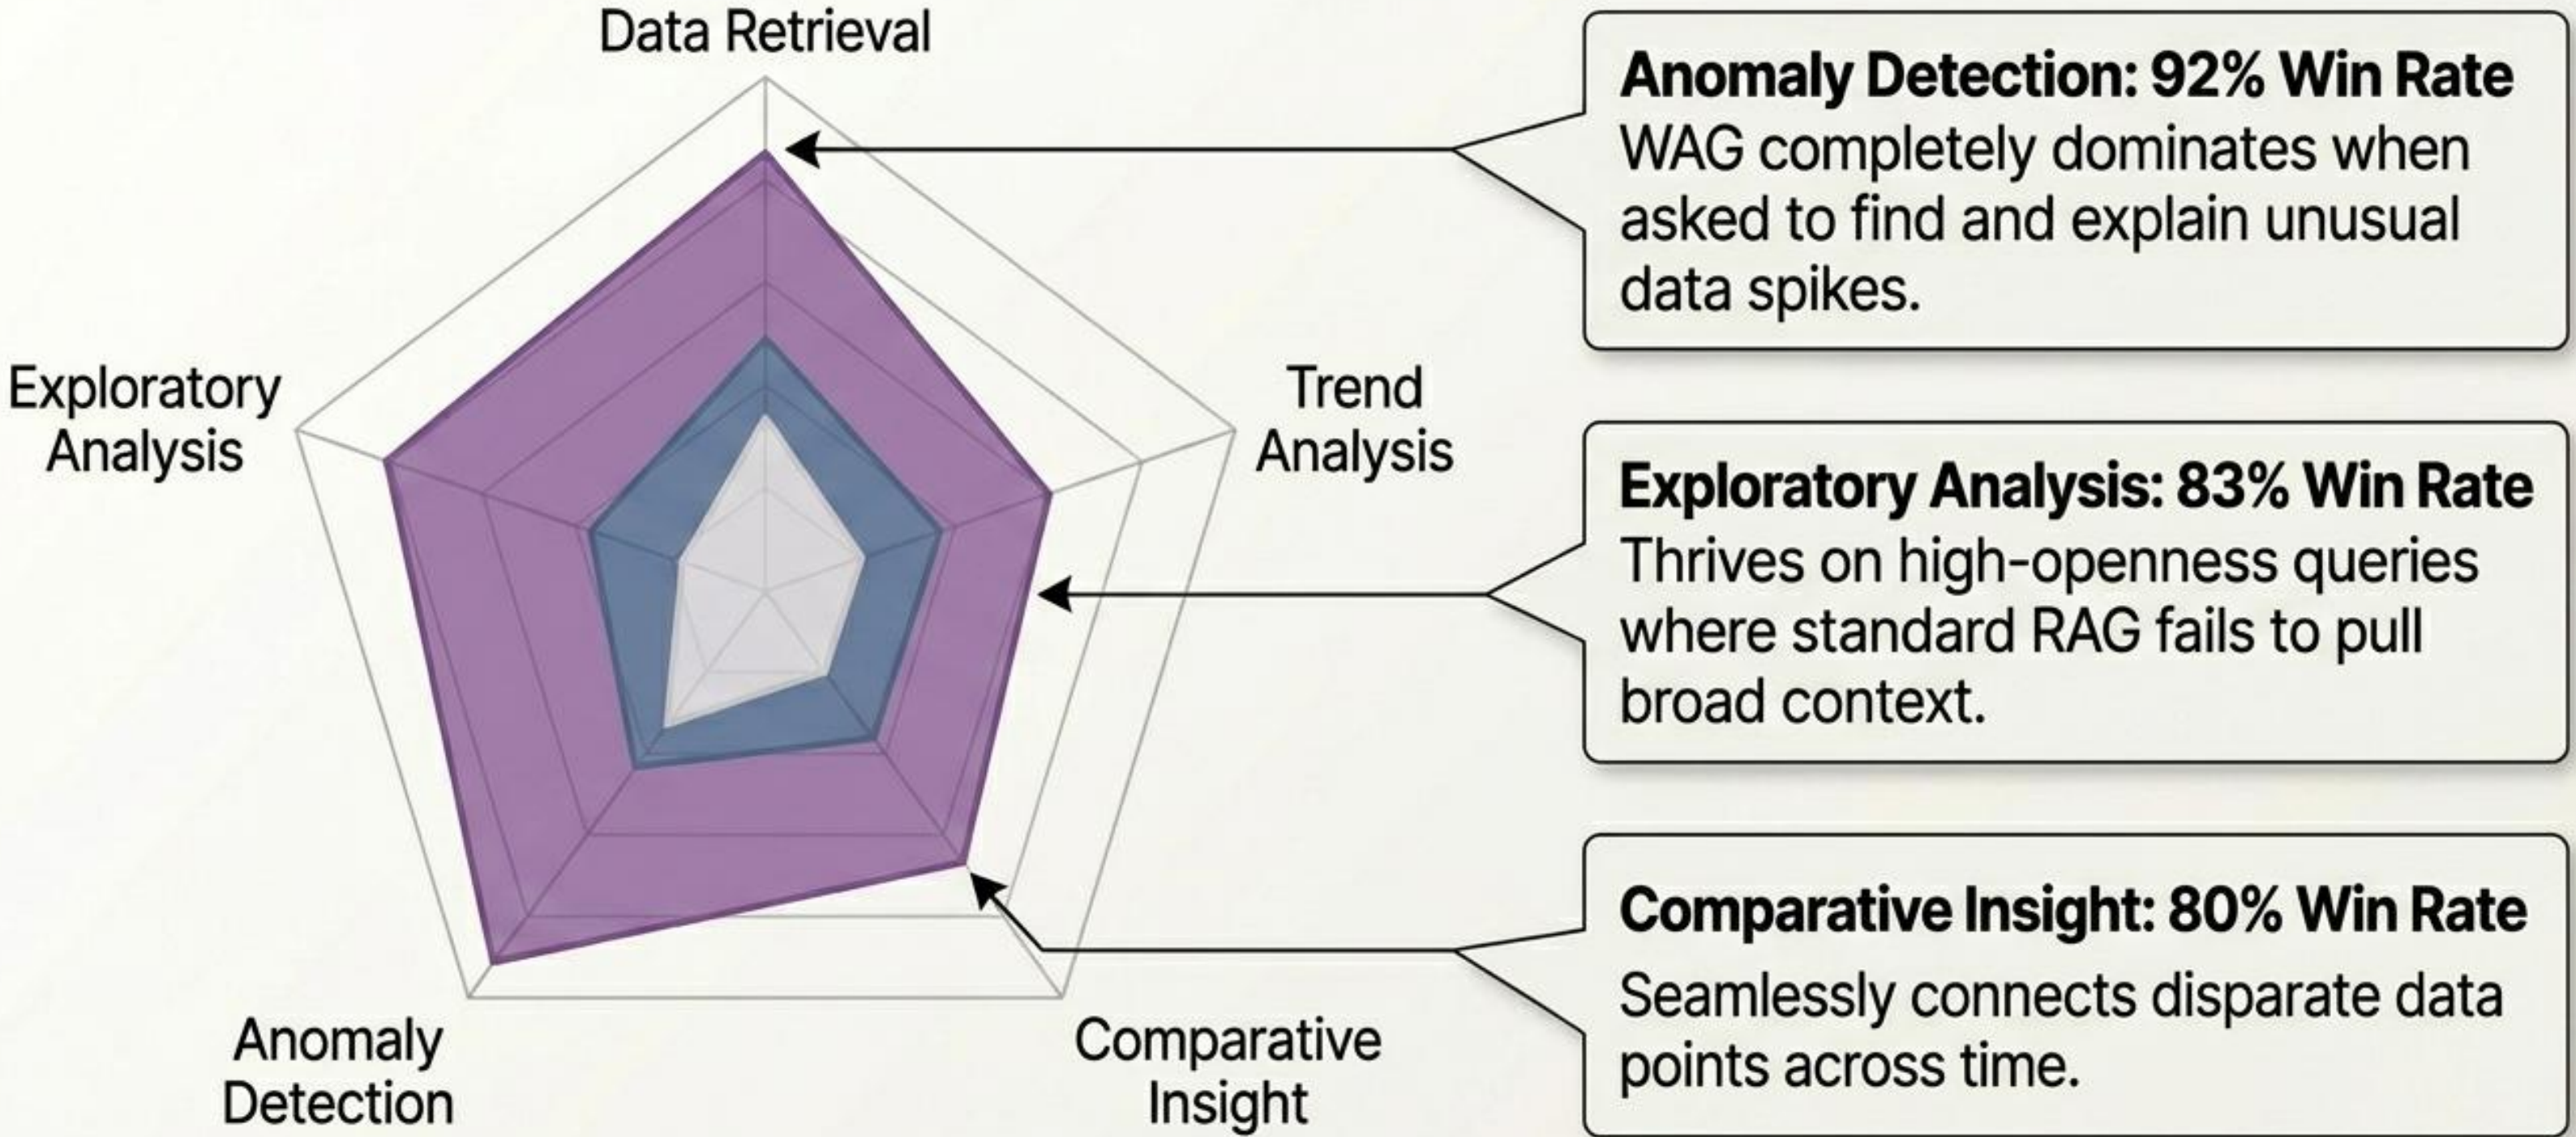 Data Retrieval
Exploratory
Analysis
Trend
Analysis
Anomaly
Detection
Comparative
Insight
Anomaly Detection: 92% Win Rate
WAG completely dominates when
asked to find and explain unusual
data spikes.
Exploratory Analysis: 83% Win Rate
Thrives on high-openness queries
where standard RAG fails to pull
broad context.
Comparative Insight: 80% Win Rate
Seamlessly connects disparate data
points across time.